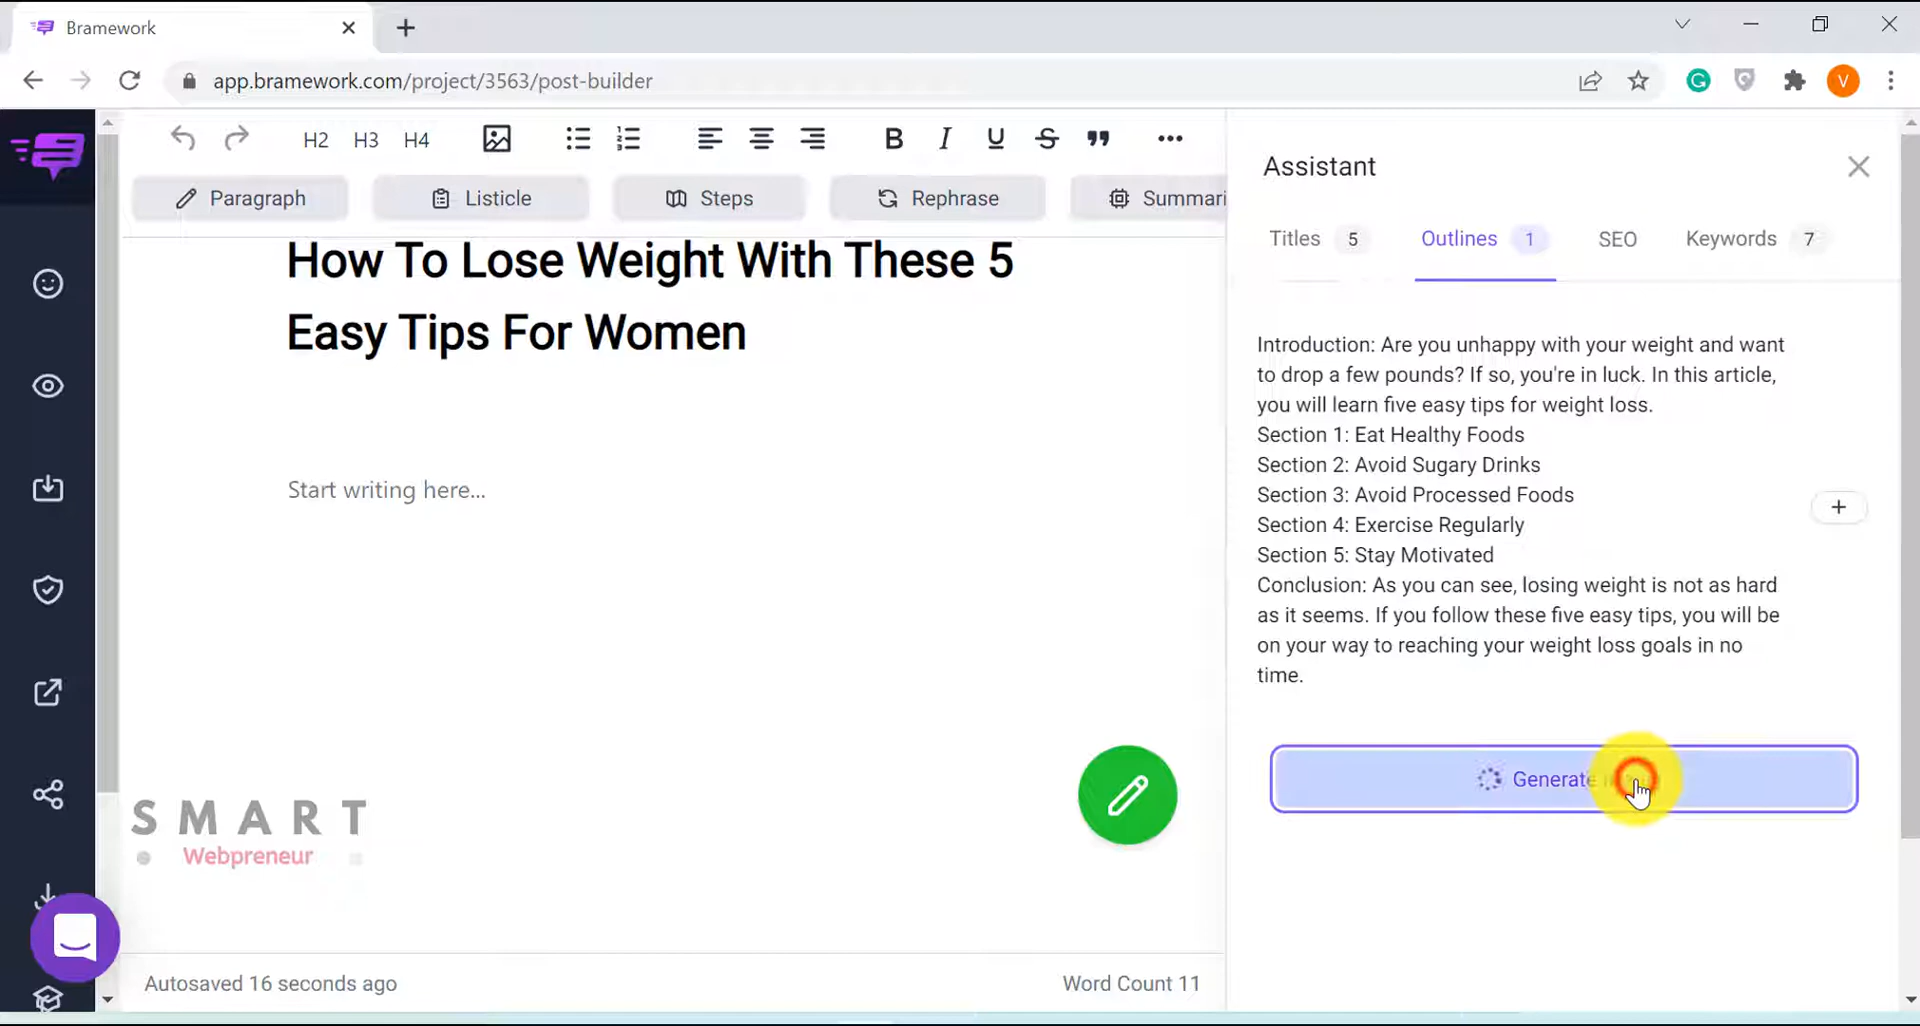 Bramework
app.bramework.com/project/3563/post-builder
H2 H3 H4 B I U S
Paragraph Listicle Steps Rephrase Summari
How To Lose Weight With These 5
Easy Tips For Women
Start writing here...
SMART
Webpreneur
Autosaved 16 seconds ago
Word Count 11
Assistant
Titles 5 Outlines 1 SEO Keywords 7
Introduction: Are you unhappy with your weight and want
to drop a few pounds? If so, you're in luck. In this article,
you will learn five easy tips for weight loss.
Section 1: Eat Healthy Foods
Section 2: Avoid Sugary Drinks
Section 3: Avoid Processed Foods
Section 4: Exercise Regularly
Section 5: Stay Motivated
Conclusion: As you can see, losing weight is not as hard
as it seems. If you follow these five easy tips, you will be
on your way to reaching your weight loss goals in no
time.
Generate
V